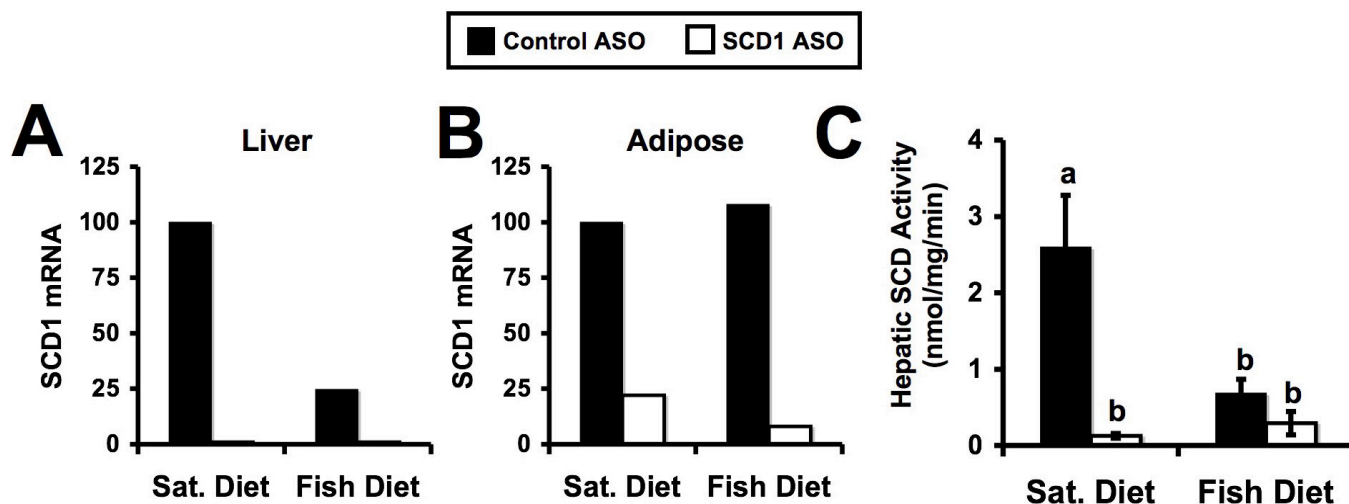 Control ASO SCD1 ASO
A
Liver
SCD1 mRNA
125
100
75
50
25
0
Sat. Diet Fish Diet
B
Adipose
SCD1 mRNA
125
100
75
50
25
0
Sat. Diet Fish Diet
C
Hepatic SCD Activity
(nmol/mg/min)
4
3
2
1
0
a
b
b
b
Sat. Diet Fish Diet